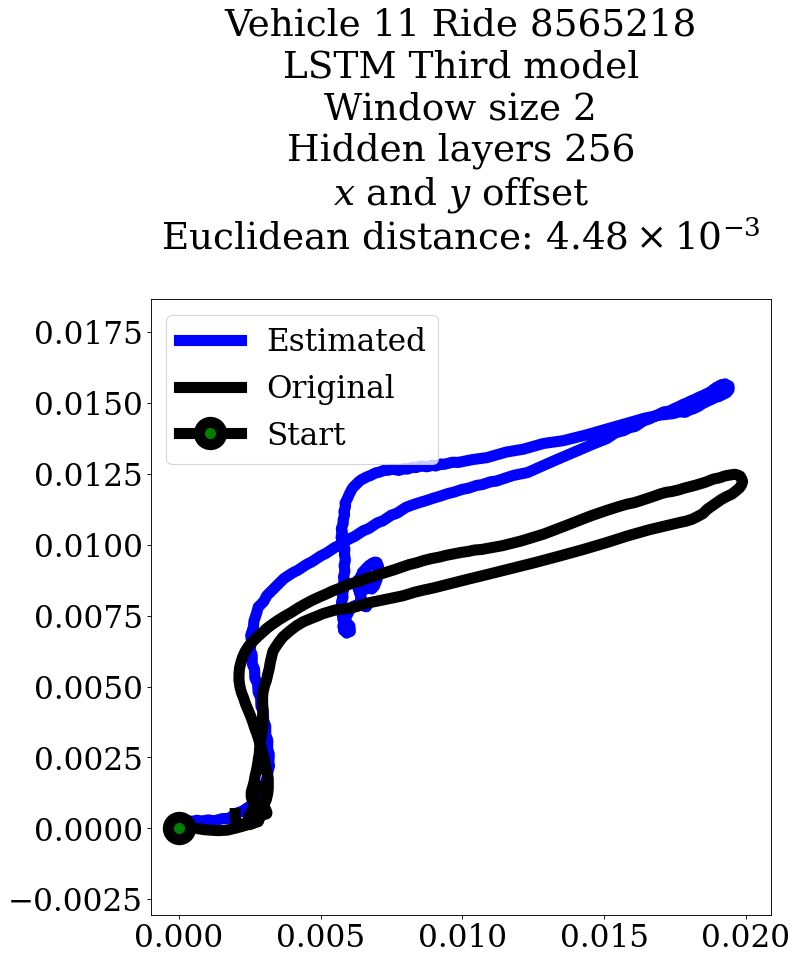 Vehicle 11 Ride 8565218
LSTM Third model
Window size 2
Hidden layers 256
x and y offset
Euclidean distance: 4.48 × 10⁻³
Estimated
Original
Start
0.0175
0.0150
0.0125
0.0100
0.0075
0.0050
0.0025
0.0000
−0.0025
0.000 0.005 0.010 0.015 0.020